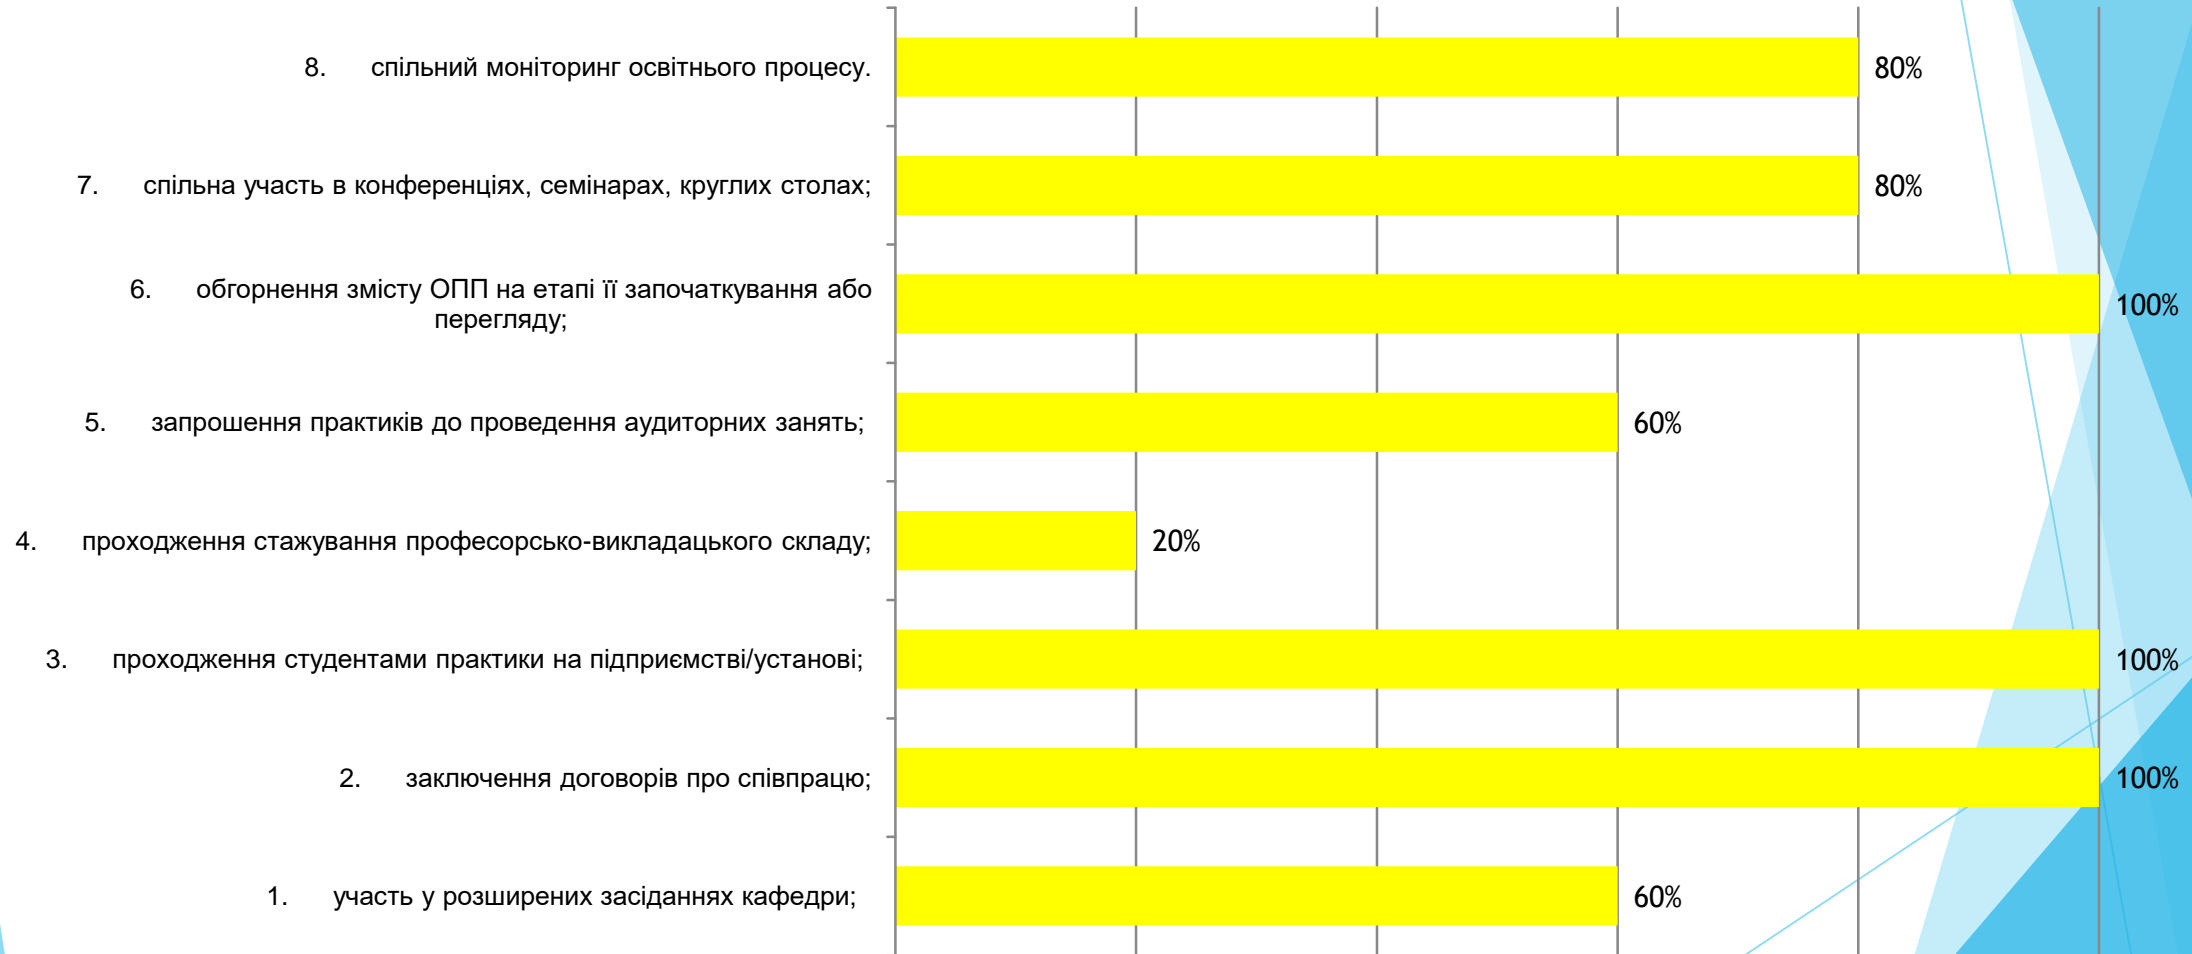 8. спільний моніторинг освітнього процесу.
80%
7. спільна участь в конференціях, семінарах, круглих столах;
80%
6. обгорнення змісту ОПП на етапі її започаткування або
перегляду;
100%
5. запрошення практиків до проведення аудиторних занять;
60%
4. проходження стажування професорсько-викладацького складу;
20%
3. проходження студентами практики на підприємстві/установі;
100%
2. заключення договорів про співпрацю;
100%
1. участь у розширених засіданнях кафедри;
60%